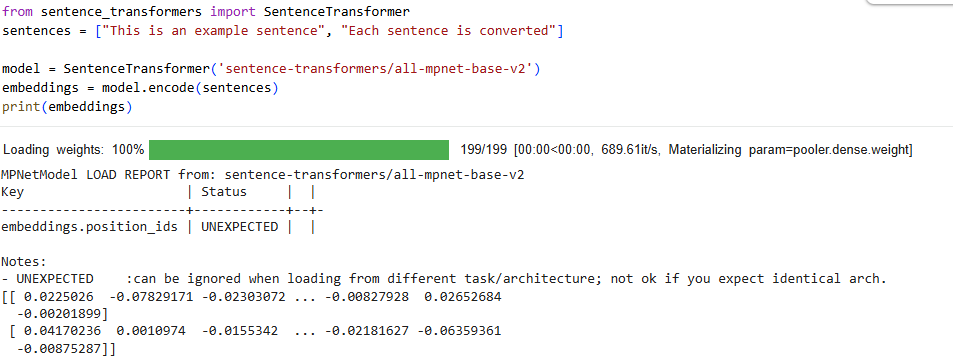 from sentence_transformers import SentenceTransformer
sentences = ["This is an example sentence", "Each sentence is converted"]
model = SentenceTransformer('sentence-transformers/all-mpnet-base-v2')
embeddings = model.encode(sentences)
print(embeddings)
Loading weights: 100% 199/199 [00:00<00:00, 689.61it/s, Materializing param=pooler.dense.weight]
MPNetModel LOAD REPORT from: sentence-transformers/all-mpnet-base-v2
Key                     | Status     |  |
------------------------+------------+--+-
embeddings.position_ids | UNEXPECTED |  |
Notes:
- UNEXPECTED    :can be ignored when loading from different task/architecture; not ok if you expect identical arch.
[[ 0.0225026  -0.07829171 -0.02303072 ... -0.00827928  0.02652684
  -0.00201899]
 [ 0.04170236  0.0010974  -0.0155342  ... -0.02181627 -0.06359361
  -0.00875287]]